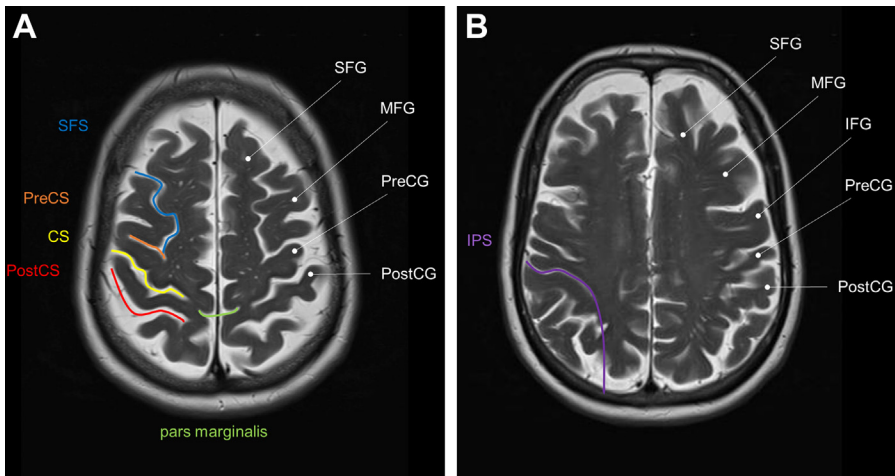 A
SFG
MFG
SFS
PreCG
PreCS
CS
PostCS
PostCG
pars marginalis
B
SFG
MFG
IFG
PreCG
IPS
PostCG